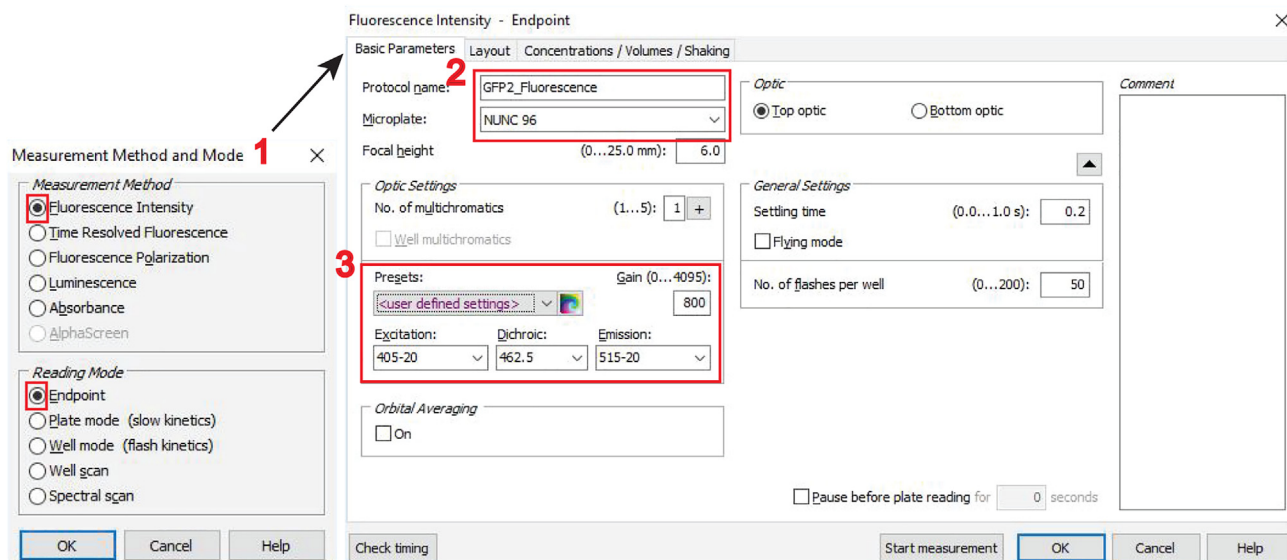 1
Measurement Method and Mode
Measurement Method
Fluorescence Intensity
Time Resolved Fluorescence
Fluorescence Polarization
Luminescence
Absorbance
AlphaScreen
Reading Mode
Endpoint
Plate mode (slow kinetics)
Well mode (flash kinetics)
Well scan
Spectral scan
OK Cancel Help
Fluorescence Intensity - Endpoint
Basic Parameters Layout Concentrations / Volumes / Shaking
2
Protocol name: GFP2_Fluorescence
Microplate: NUNC 96
Focal height (0...25.0 mm): 6.0
Optic
Top optic Bottom optic
Comment
Optic Settings
No. of multichromatics (1...5): 1 +
Well multichromatics
General Settings
Settling time (0.0...1.0 s): 0.2
Flying mode
No. of flashes per well (0...200): 50
3
Presets: Gain (0...4095):
<user defined settings> 800
Excitation: Dichroic: Emission:
405-20 462.5 515-20
Orbital Averaging
On
Pause before plate reading for 0 seconds
Check timing Start measurement OK Cancel Help